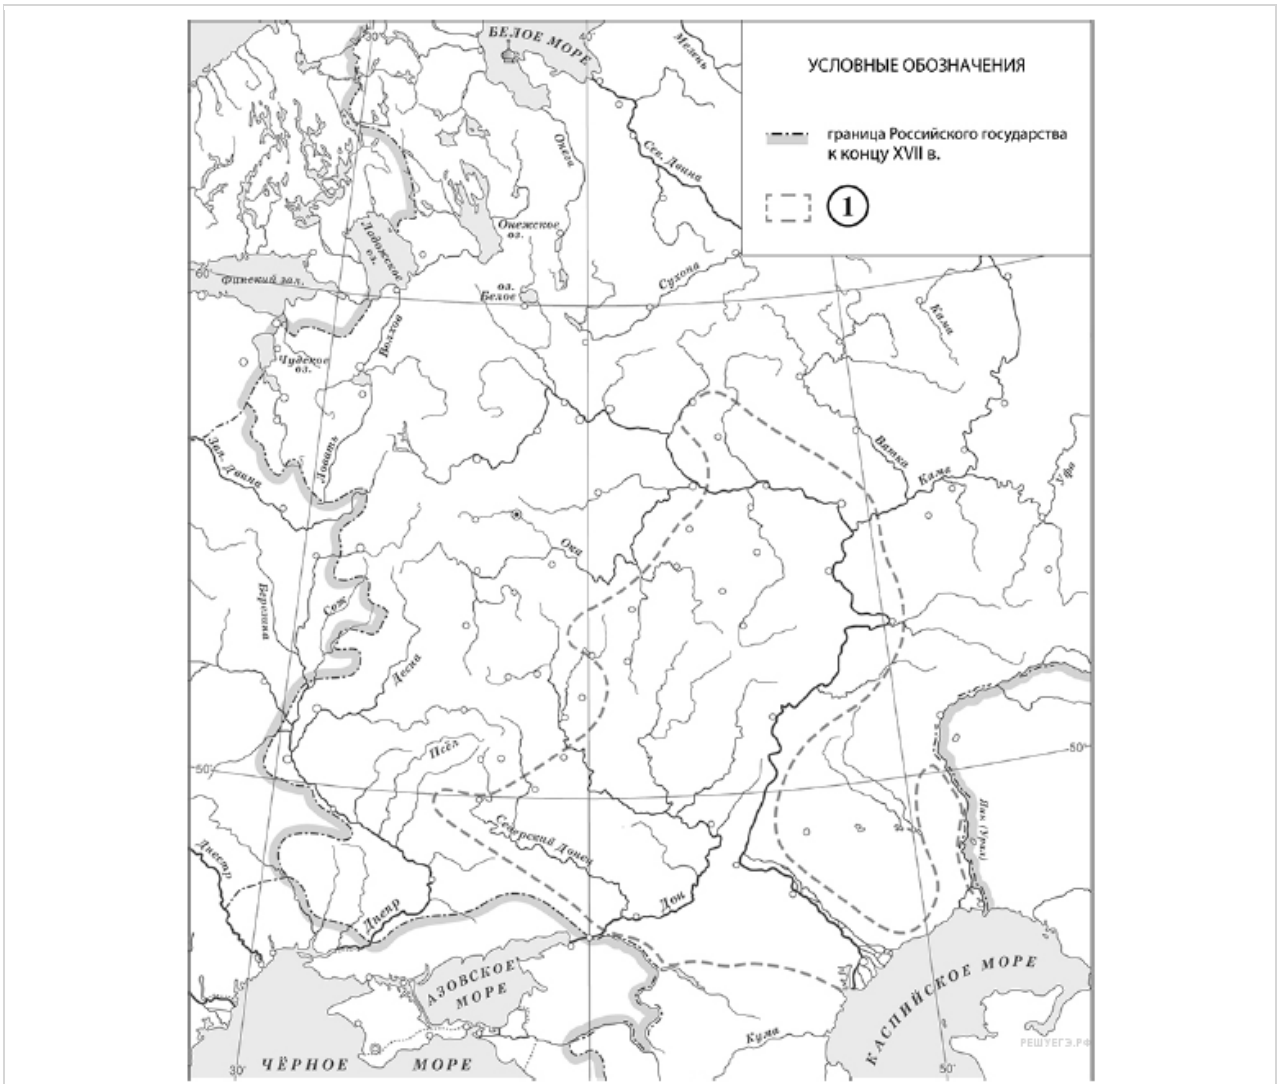 УСЛОВНЫЕ ОБОЗНАЧЕНИЯ
граница Российского государства
к концу XVII в.
1
30°
БЕЛОЕ МОРЕ
Мезень
Онега
Сев. Двина
Онежское
оз.
Ладожское
оз.
60°
Финский зал.
оз.
Белое
Сухона
Кама
Волхов
Чудское
оз.
Зап. Двина
Ловать
Вятка
Кама
Уфа
Ока
Березина
Сож
Десна
Псёл
50°
50°
Северский Донец
Яик (Урал)
Днестр
Днепр
Дон
АЗОВСКОЕ
МОРЕ
КАСПИЙСКОЕ МОРЕ
Кума
РЕШУЕГЭ.РФ
ЧЁРНОЕ МОРЕ
30°
50°